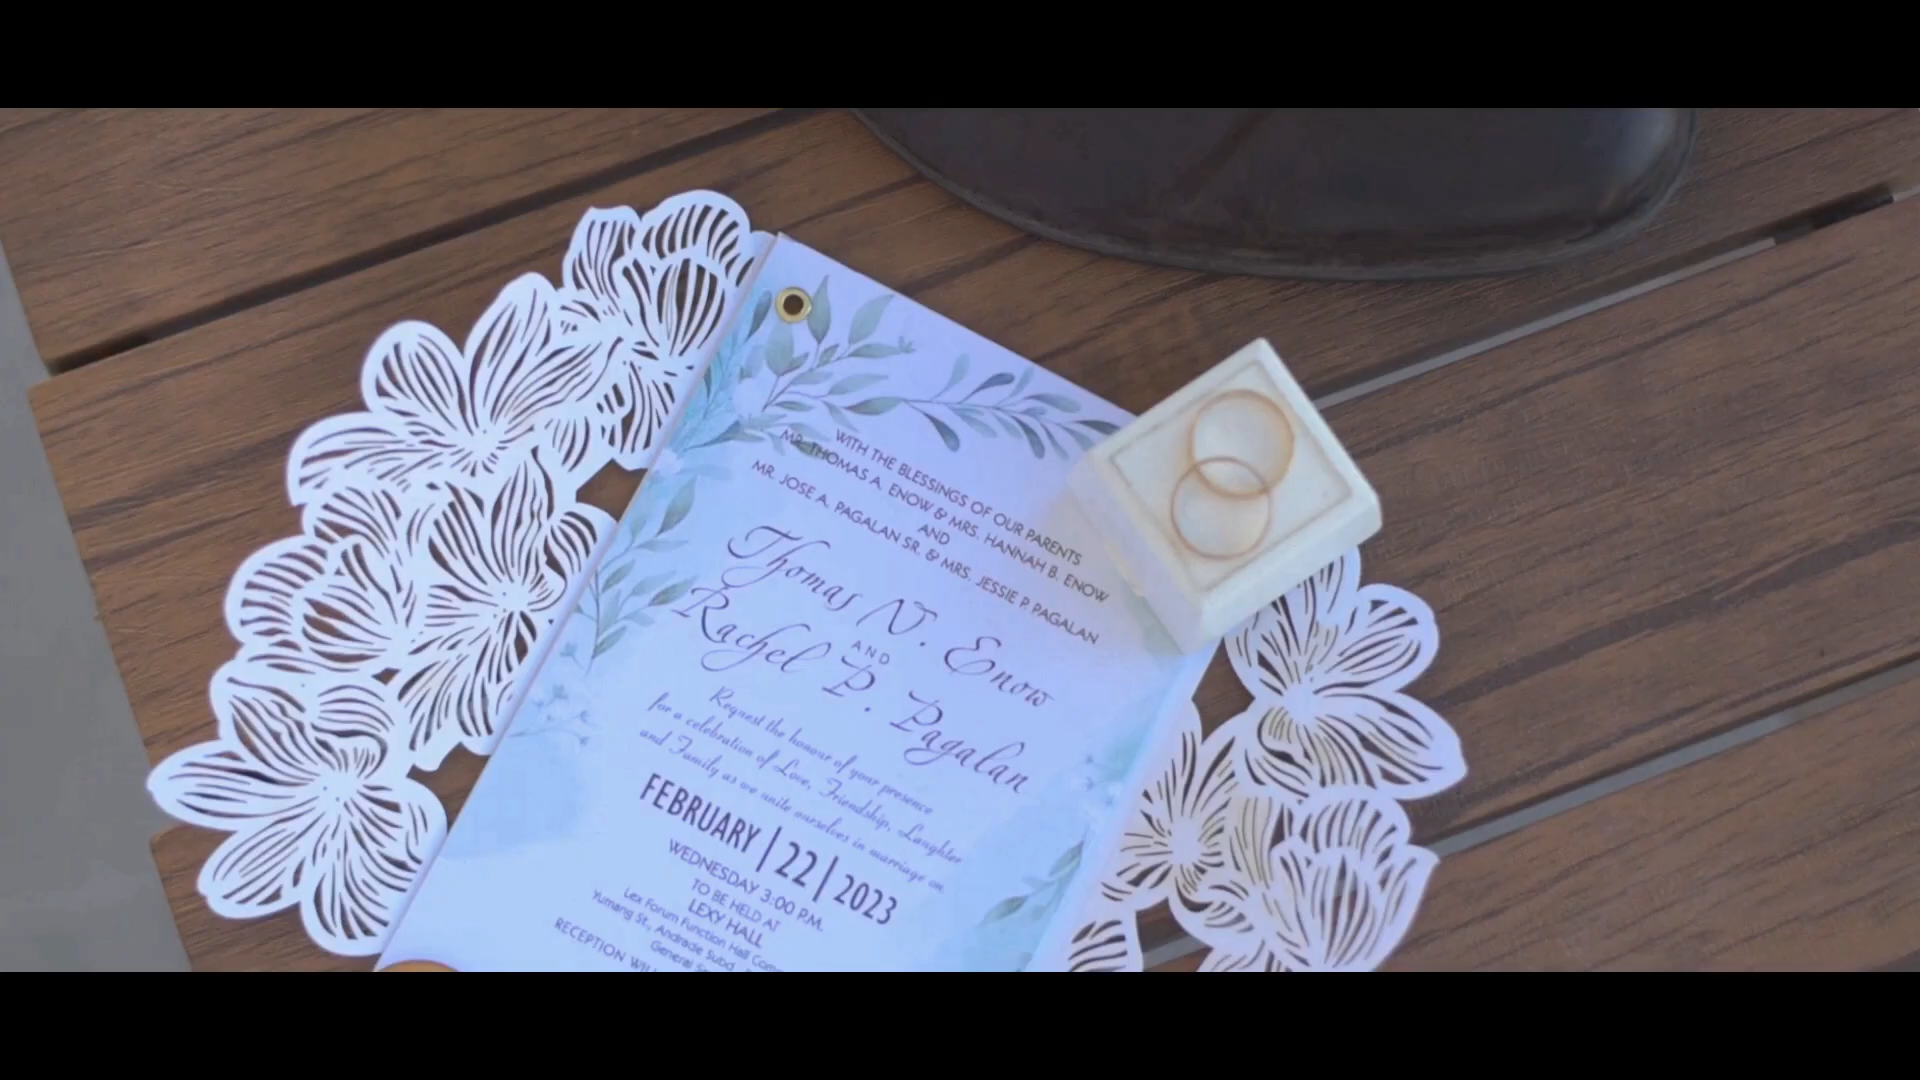 WITH THE BLESSINGS OF OUR PARENTS
MR. THOMAS A. ENOW & MRS. HANNAH B. ENOW
AND
MR. JOSE A. PAGALAN SR. & MRS. JESSIE P. PAGALAN
Thomas N. Enow
AND
Rachel P. Pagalan
Request the honour of your presence
for a celebration of Love, Friendship, Laughter
and Family as we unite ourselves in marriage on
FEBRUARY | 22 | 2023
WEDNESDAY 3:00 P.M.
TO BE HELD AT
LEXY HALL
Lex Forum Function Hall
Yumang St., Andrade Subd
General
RECEPTION